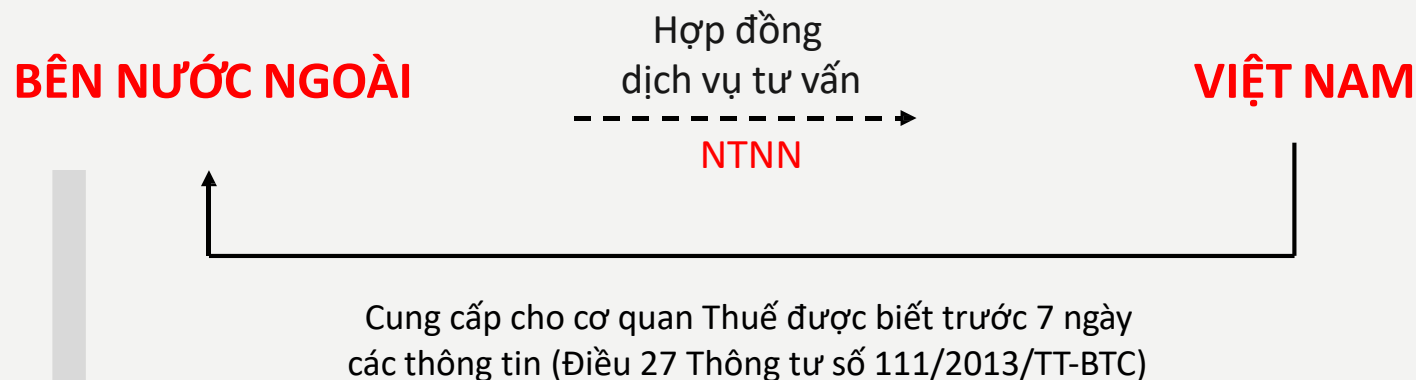 Hợp đồng
dịch vụ tư vấn
BÊN NƯỚC NGOÀI
VIỆT NAM
NTNN
Cung cấp cho cơ quan Thuế được biết trước 7 ngày
các thông tin (Điều 27 Thông tư số 111/2013/TT-BTC)